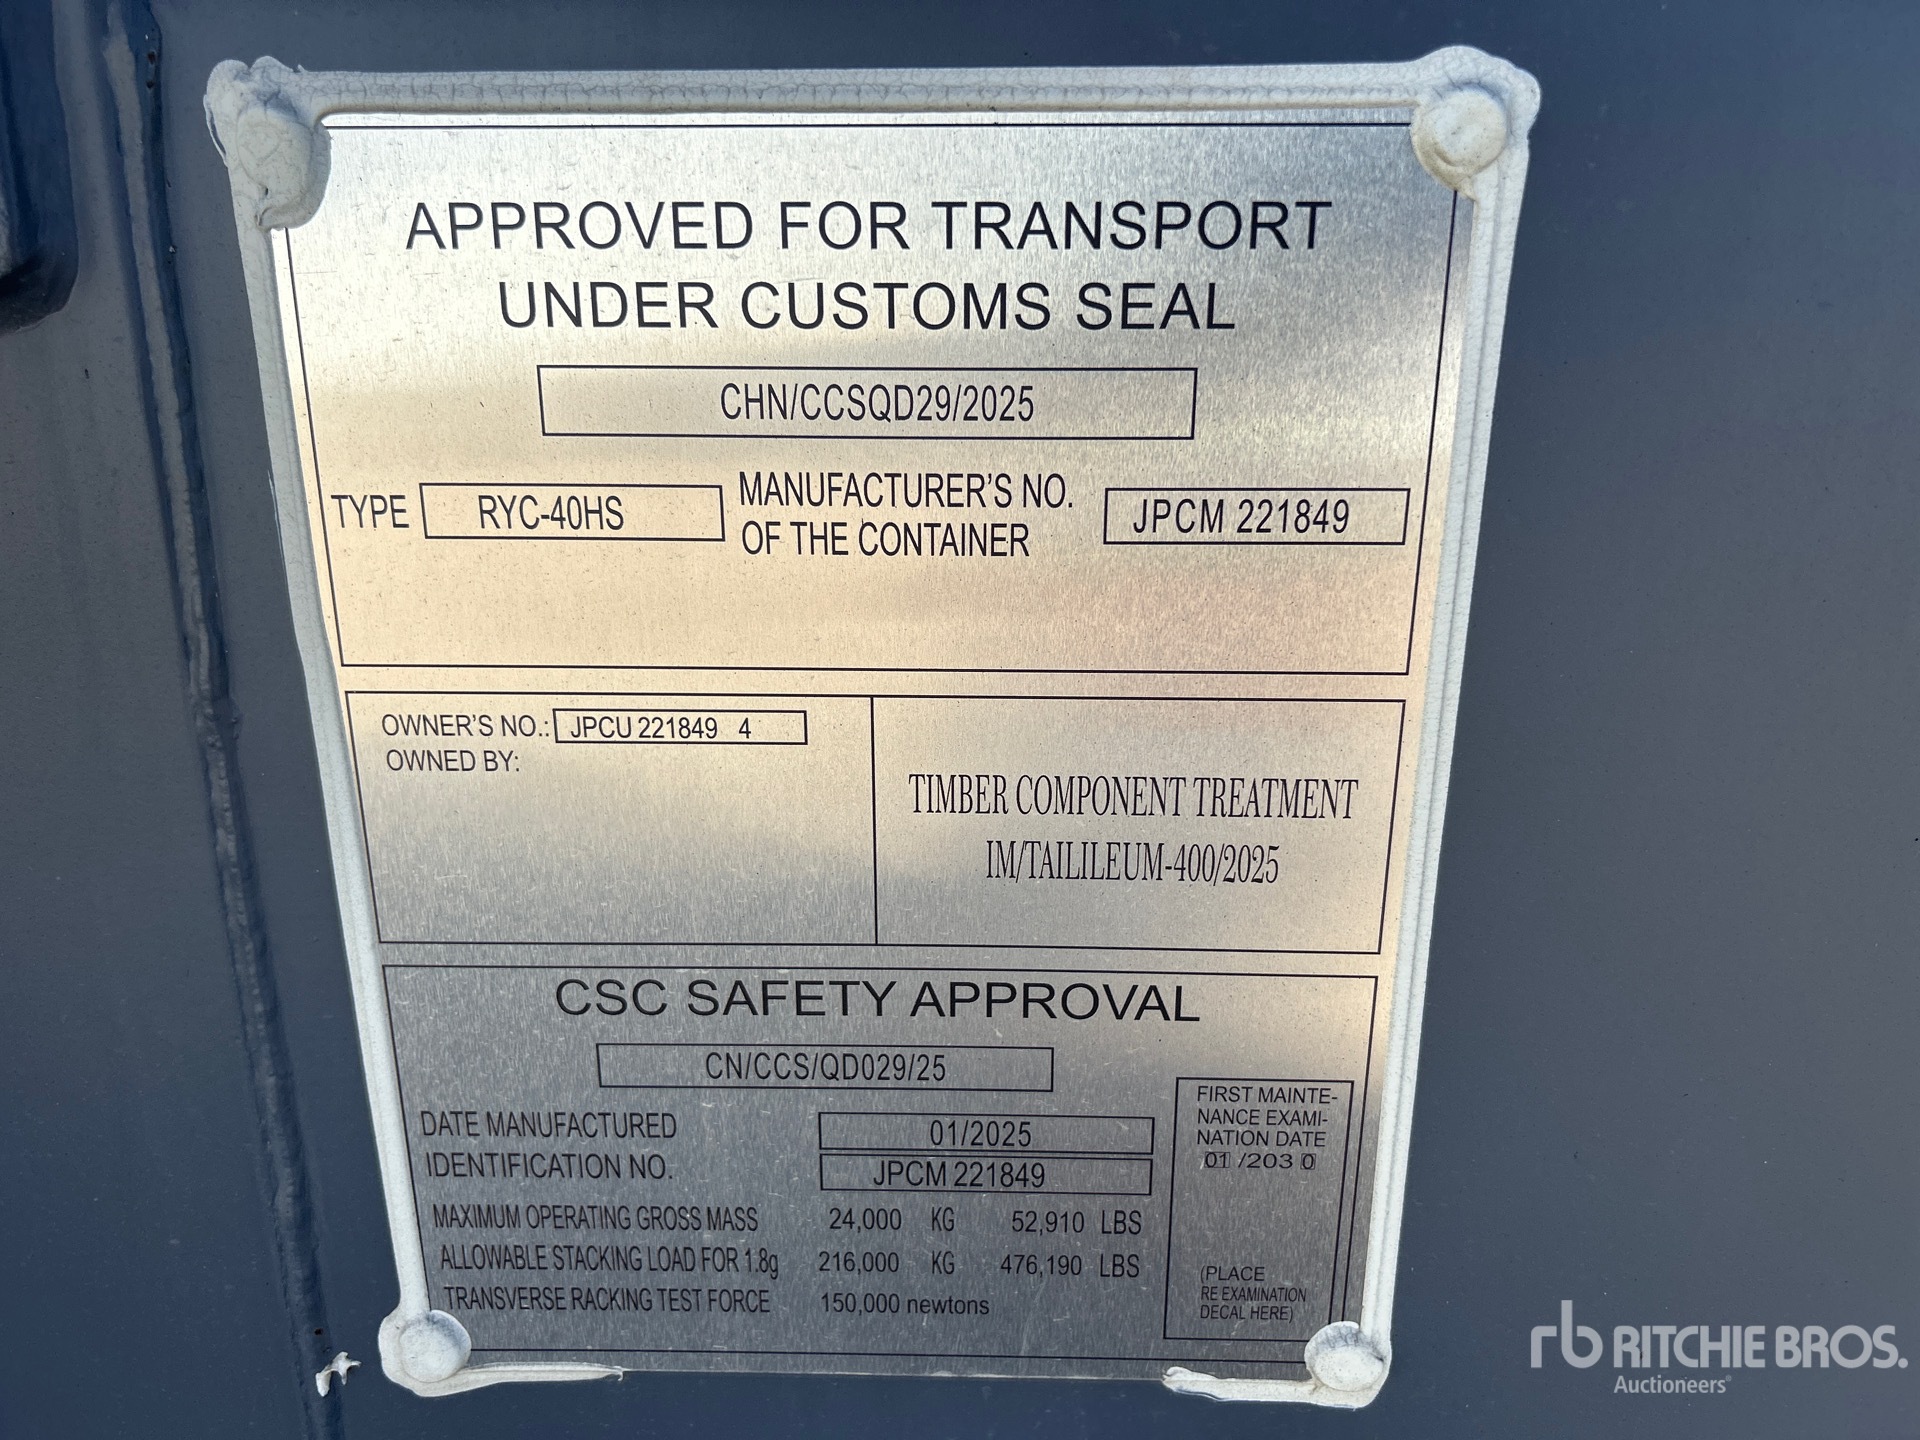 APPROVED FOR TRANSPORT
UNDER CUSTOMS SEAL
CHN/CCSQD29/2025
TYPE RYC-40HS MANUFACTURER'S NO. OF THE CONTAINER JPCM 221849
OWNER'S NO.: JPCU 221849 4
OWNED BY:
TIMBER COMPONENT TREATMENT
IM/TAILILEUM-400/2025
CSC SAFETY APPROVAL
CN/CCS/QD029/25
DATE MANUFACTURED 01/2025
IDENTIFICATION NO. JPCM 221849
MAXIMUM OPERATING GROSS MASS 24,000 KG 52,910 LBS
ALLOWABLE STACKING LOAD FOR 1.8g 216,000 KG 476,190 LBS
TRANSVERSE RACKING TEST FORCE 150,000 newtons
FIRST MAINTE-
NANCE EXAMI-
NATION DATE
01 /203 0
(PLACE
RE EXAMINATION
DECAL HERE)
rb RITCHIE BROS.
Auctioneers